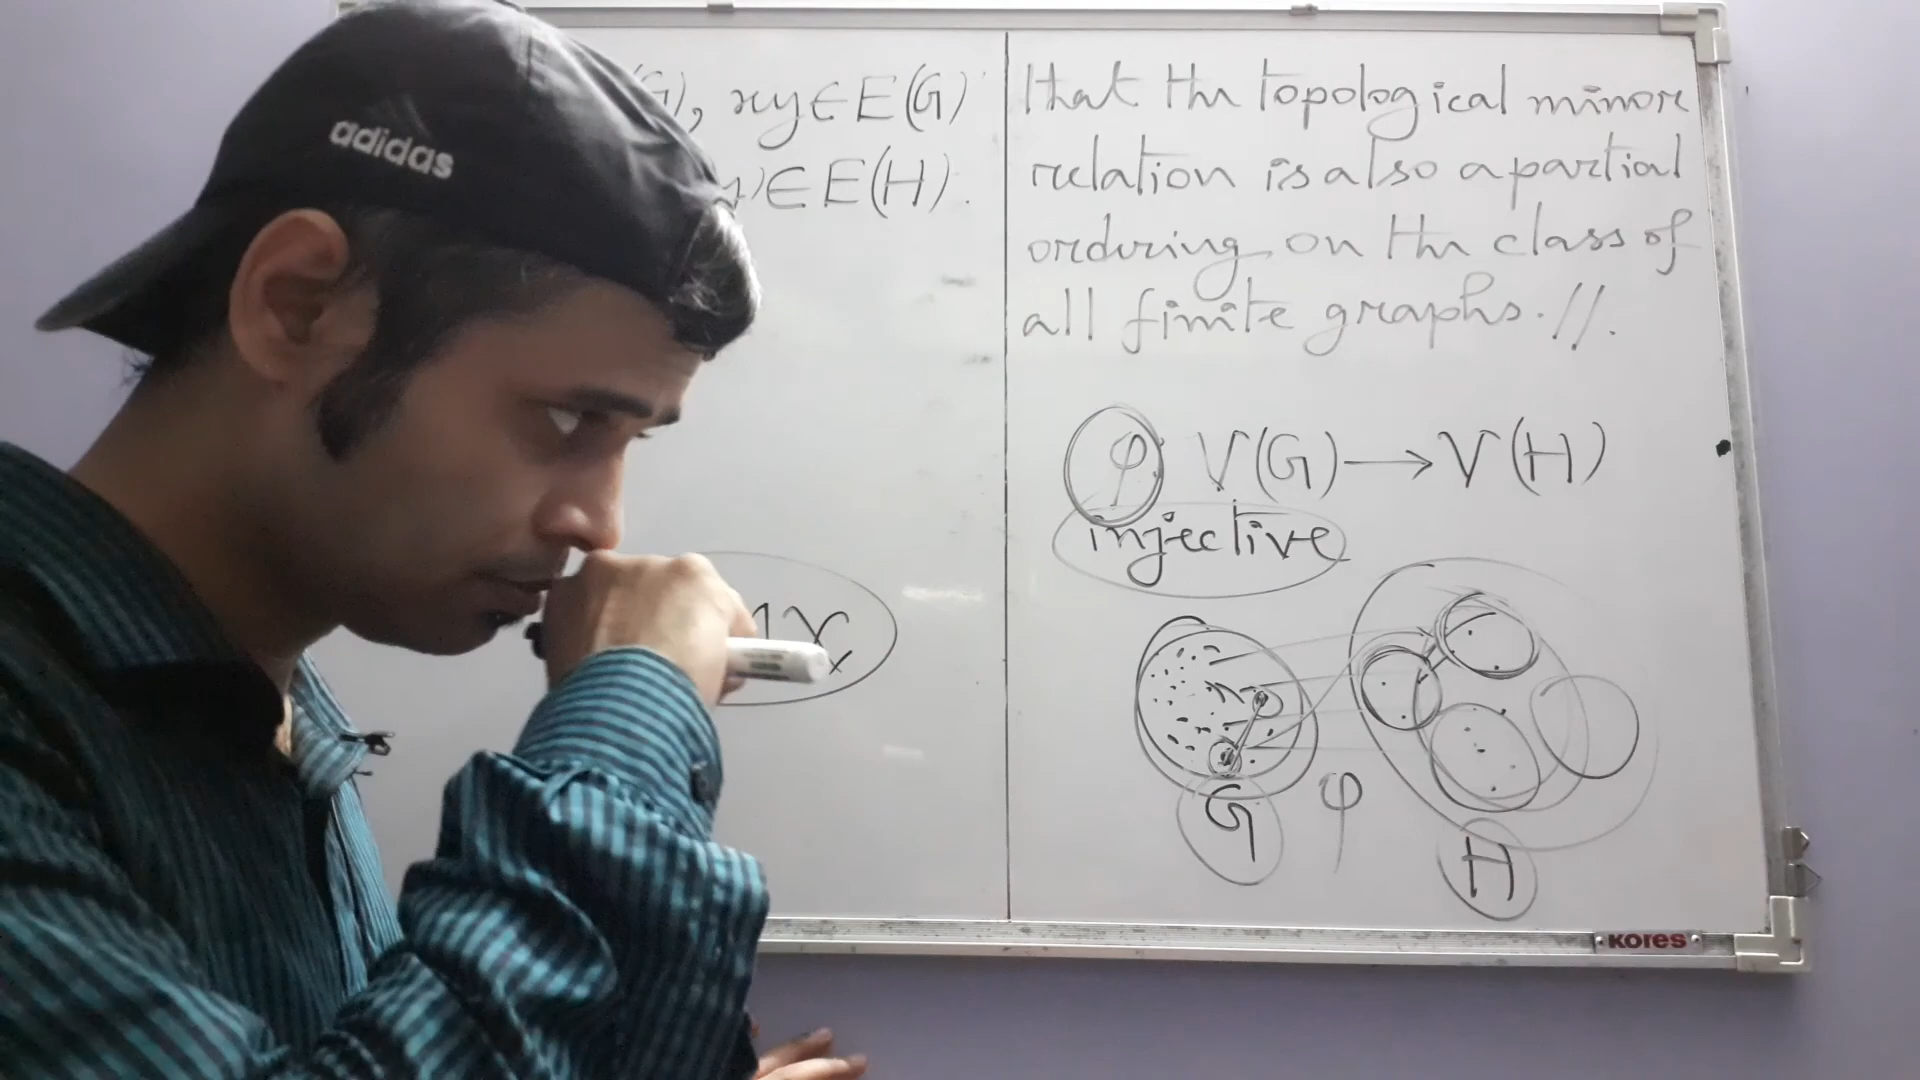 adidas
xy∈E(G)
∈E(H).
that the topological minor
relation is also a partial
ordering on the class of
all finite graphs.//.
φ: V(G)→V(H)
injective
G
φ
H
KORES